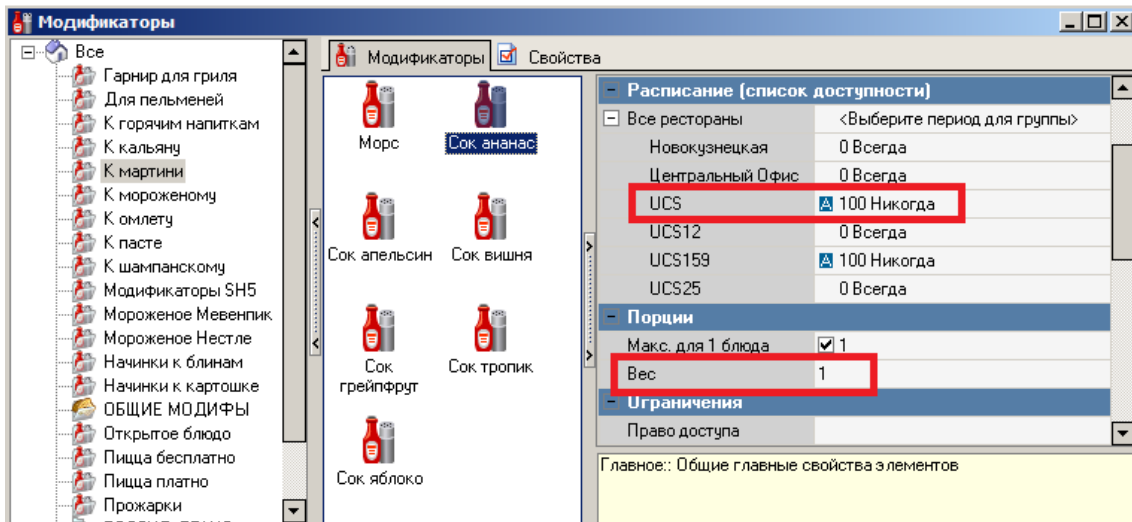 Модификаторы
Все
Гарнир для гриля
Для пельменей
К горячим напиткам
К кальяну
К мартини
К мороженому
К омлету
К пасте
К шампанскому
Модификаторы SH5
Мороженое Мевенпик
Мороженое Нестле
Начинки к блинам
Начинки к картошке
ОБЩИЕ МОДИФЫ
Открытое блюдо
Пицца бесплатно
Пицца платно
Прожарки
Модификаторы Свойства
Морс Сок ананас
Сок апельсин Сок вишня
Сок Сок тропик
грейпфрут
Сок яблоко
Расписание (список доступности)
Все рестораны <Выберите период для группы>
Новокузнецкая 0 Всегда
Центральный Офис 0 Всегда
UCS A 100 Никогда
UCS12 0 Всегда
UCS159 A 100 Никогда
UCS25 0 Всегда
Порции
Макс. для 1 блюда 1
Вес 1
Ограничения
Право доступа
Главное:: Общие главные свойства элементов